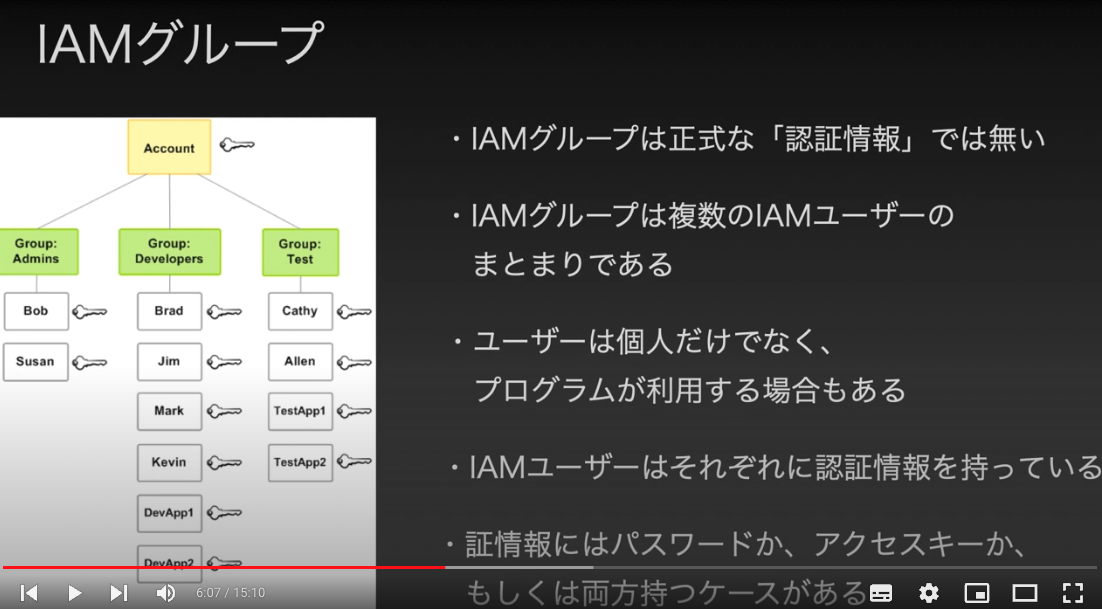 IAMグループ
Account
Group:
Admins
Group:
Developers
Group:
Test
Bob
Brad
Cathy
Susan
Jim
Allen
Mark
TestApp1
Kevin
TestApp2
DevApp1
DevApp2
・IAMグループは正式な「認証情報」では無い
・IAMグループは複数のIAMユーザーの
まとまりである
・ユーザーは個人だけでなく、
プログラムが利用する場合もある
・IAMユーザーはそれぞれに認証情報を持っている
・証情報にはパスワードか、アクセスキーか、
もしくは両方持つケースがある
6:07 / 15:10